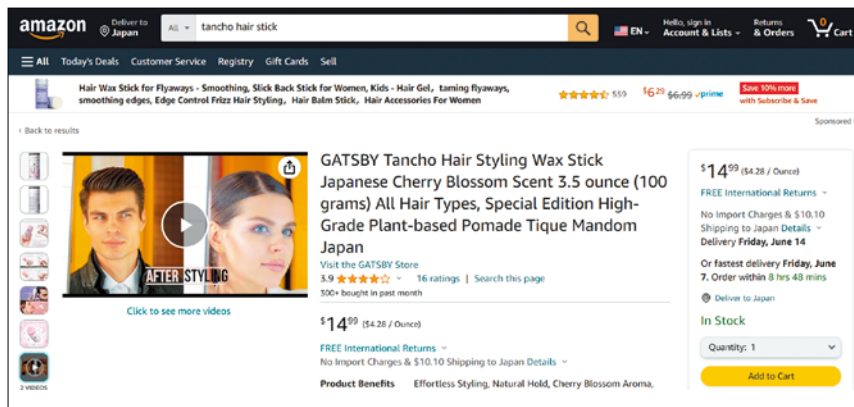 amazon
Deliver to
Japan
All
tancho hair stick
EN
Hello, sign in
Account & Lists
Returns
& Orders
0
Cart
All Today's Deals Customer Service Registry Gift Cards Sell
Hair Wax Stick for Flyaways - Smoothing, Slick Back Stick for Women, Kids - Hair Gel, taming flyaways,
smoothing edges, Edge Control Frizz Hair Styling, Hair Balm Stick, Hair Accessories For Women
559
$6.29 $6.99 prime
Save 10% more
with Subscribe & Save
Sponsored
‹ Back to results
GATSBY Tancho Hair Styling Wax Stick
Japanese Cherry Blossom Scent 3.5 ounce (100
grams) All Hair Types, Special Edition High-
Grade Plant-based Pomade Tique Mandom
Japan
Visit the GATSBY Store
3.9 16 ratings | Search this page
300+ bought in past month
$14.99 ($4.28 / Ounce)
FREE International Returns
No Import Charges & $10.10 Shipping to Japan Details
Product Benefits Effortless Styling, Natural Hold, Cherry Blossom Aroma,
AFTER STYLING
Click to see more videos
2 VIDEOS
$14.99 ($4.28 / Ounce)
FREE International Returns
No Import Charges & $10.10
Shipping to Japan Details
Delivery Friday, June 14
Or fastest delivery Friday, June
7. Order within 8 hrs 48 mins
Deliver to Japan
In Stock
Quantity: 1
Add to Cart